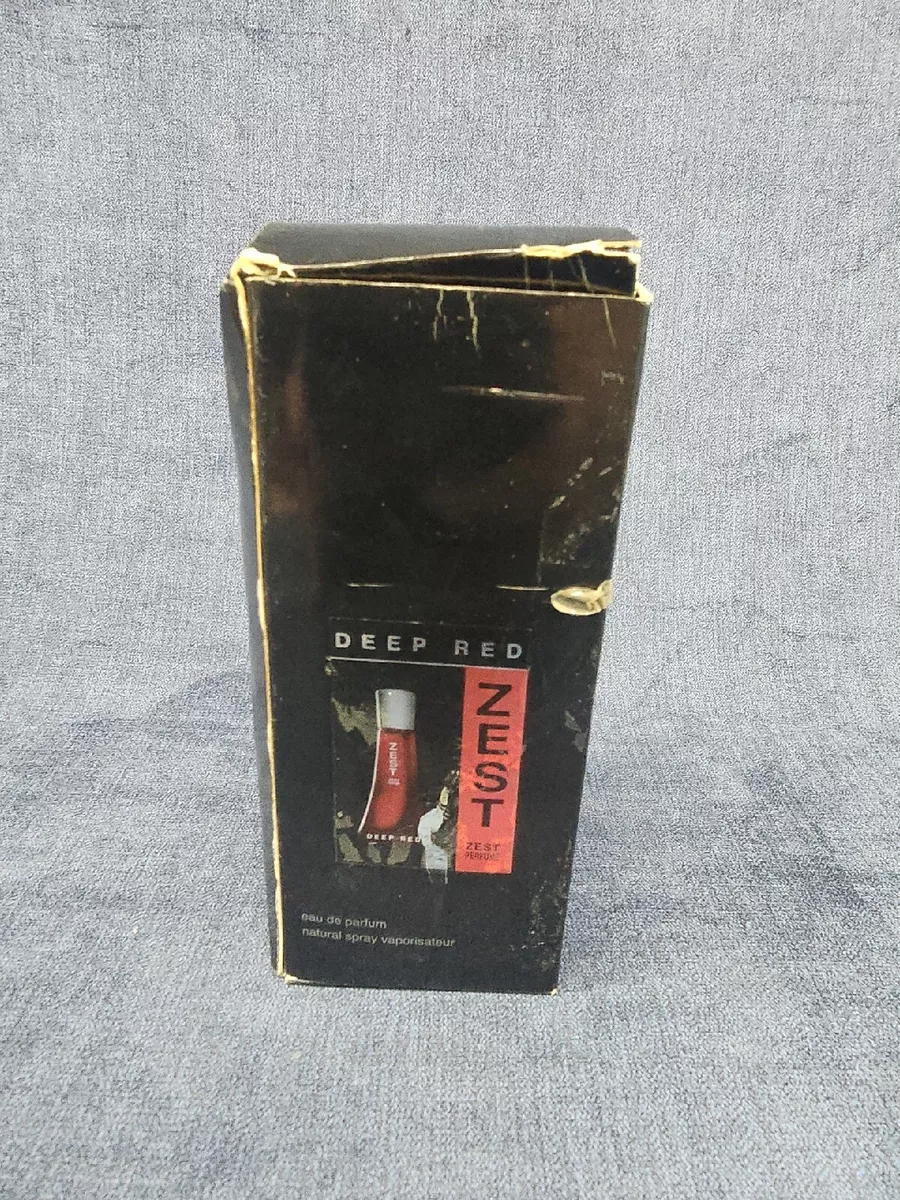 DEEP RED
ZEST
ZEST
DEEP RED
ZEST
PERFUME
eau de parfum
natural spray vaporisateur